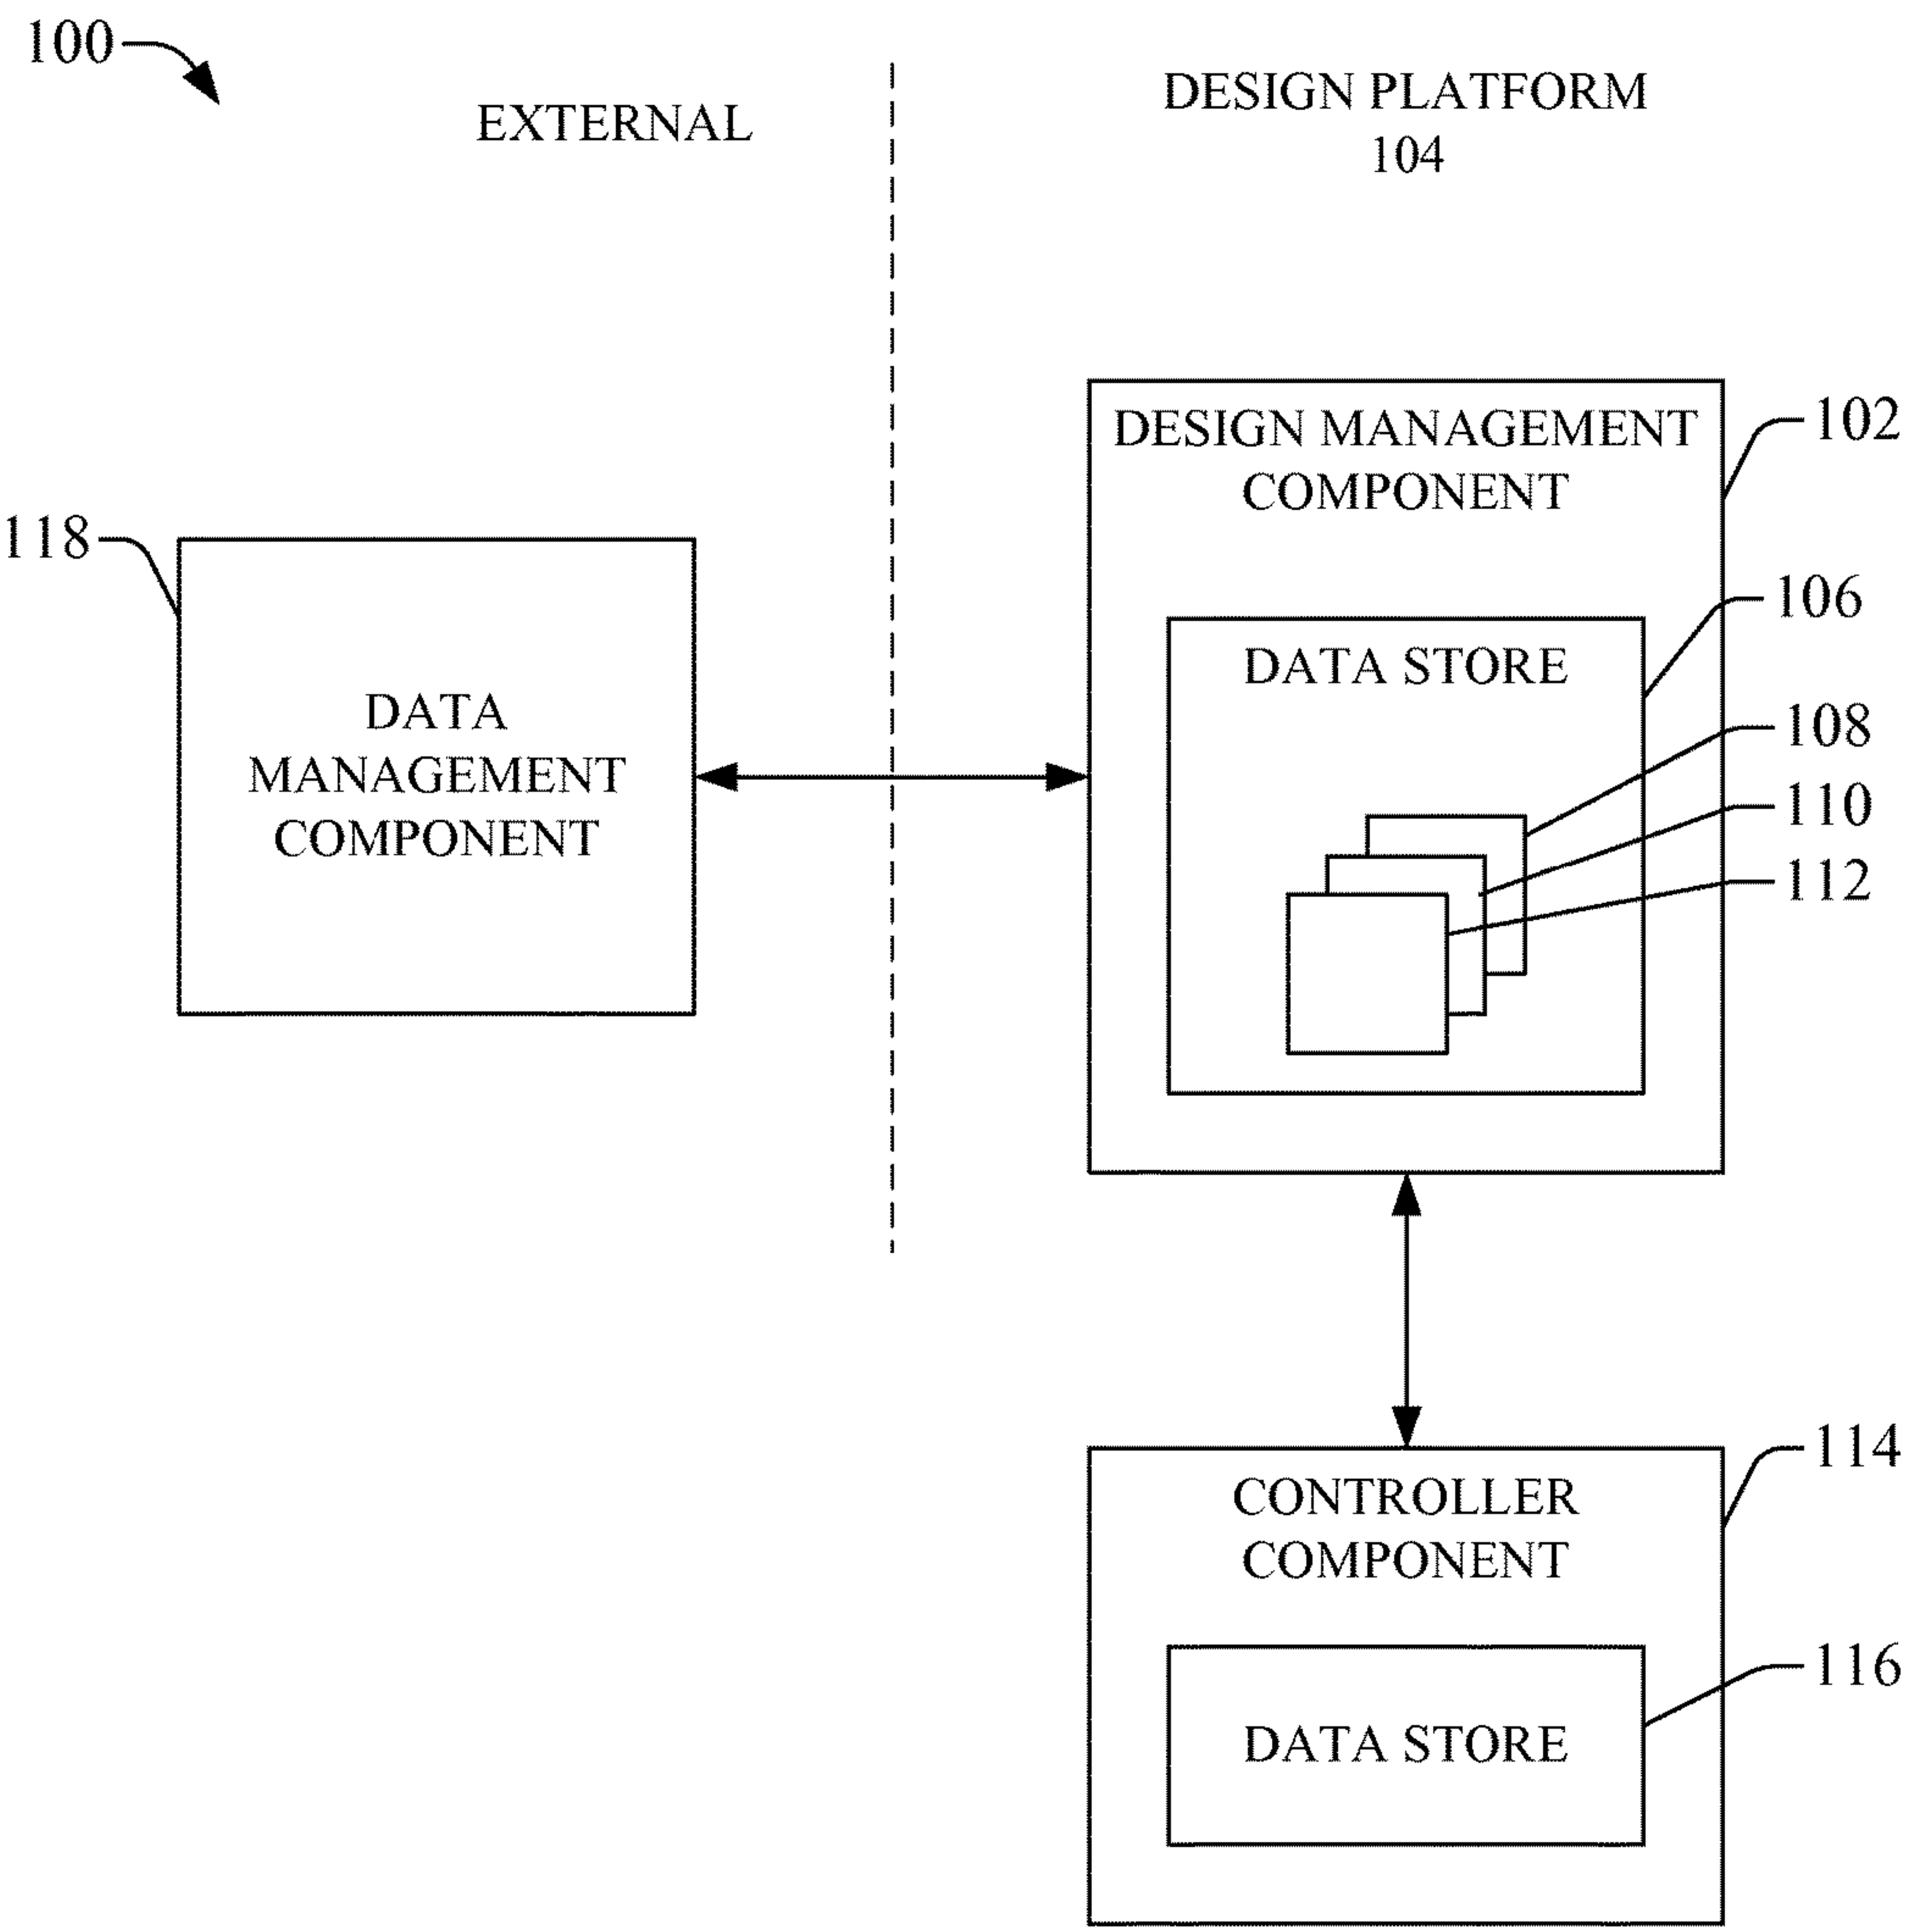 100
EXTERNAL
DESIGN PLATFORM
104
DESIGN MANAGEMENT
COMPONENT
102
118
DATA
MANAGEMENT
COMPONENT
106
DATA STORE
108
110
112
114
CONTROLLER
COMPONENT
116
DATA STORE